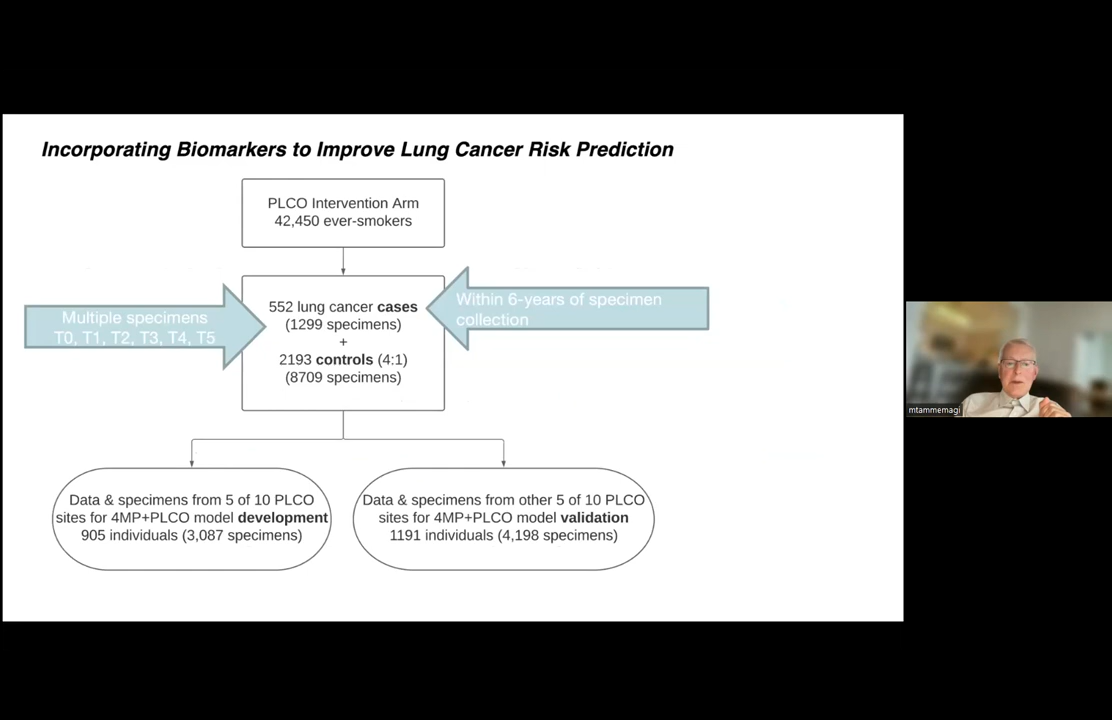 Incorporating Biomarkers to Improve Lung Cancer Risk Prediction
PLCO Intervention Arm
42,450 ever-smokers
Multiple specimens
T0, T1, T2, T3, T4, T5
552 lung cancer cases
(1299 specimens)
+
2193 controls (4:1)
(8709 specimens)
Within 6-years of specimen
collection
Data & specimens from 5 of 10 PLCO
sites for 4MP+PLCO model development
905 individuals (3,087 specimens)
Data & specimens from other 5 of 10 PLCO
sites for 4MP+PLCO model validation
1191 individuals (4,198 specimens)
mtammemagi